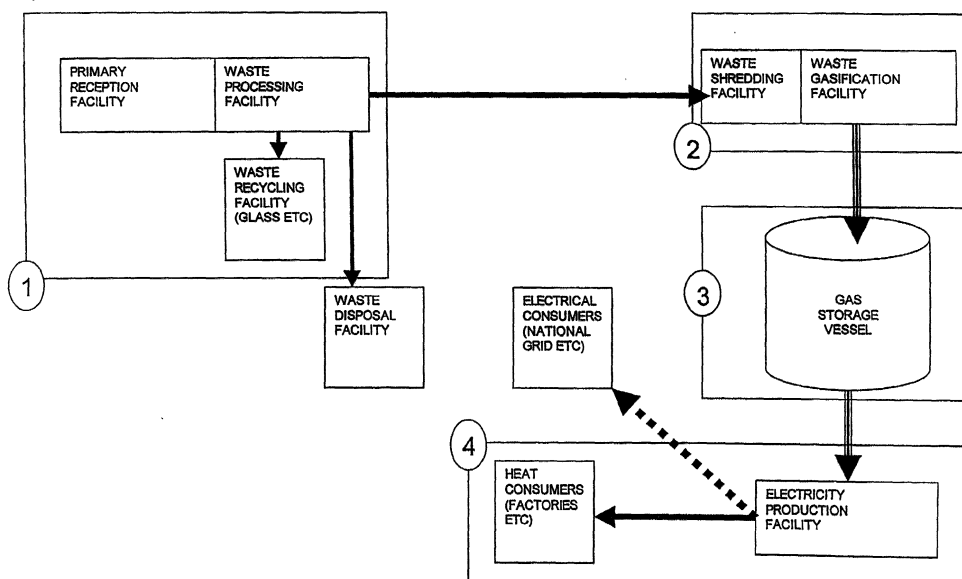 PRIMARY
RECEPTION
FACILITY
WASTE
PROCESSING
FACILITY
WASTE
SHREDDING
FACILITY
WASTE
GASIFICATION
FACILITY
2
WASTE
RECYCLING
FACILITY
(GLASS ETC)
1
WASTE
DISPOSAL
FACILITY
ELECTRICAL
CONSUMERS
(NATIONAL
GRID ETC)
3
GAS
STORAGE
VESSEL
4
HEAT
CONSUMERS
(FACTORIES
ETC)
ELECTRICITY
PRODUCTION
FACILITY